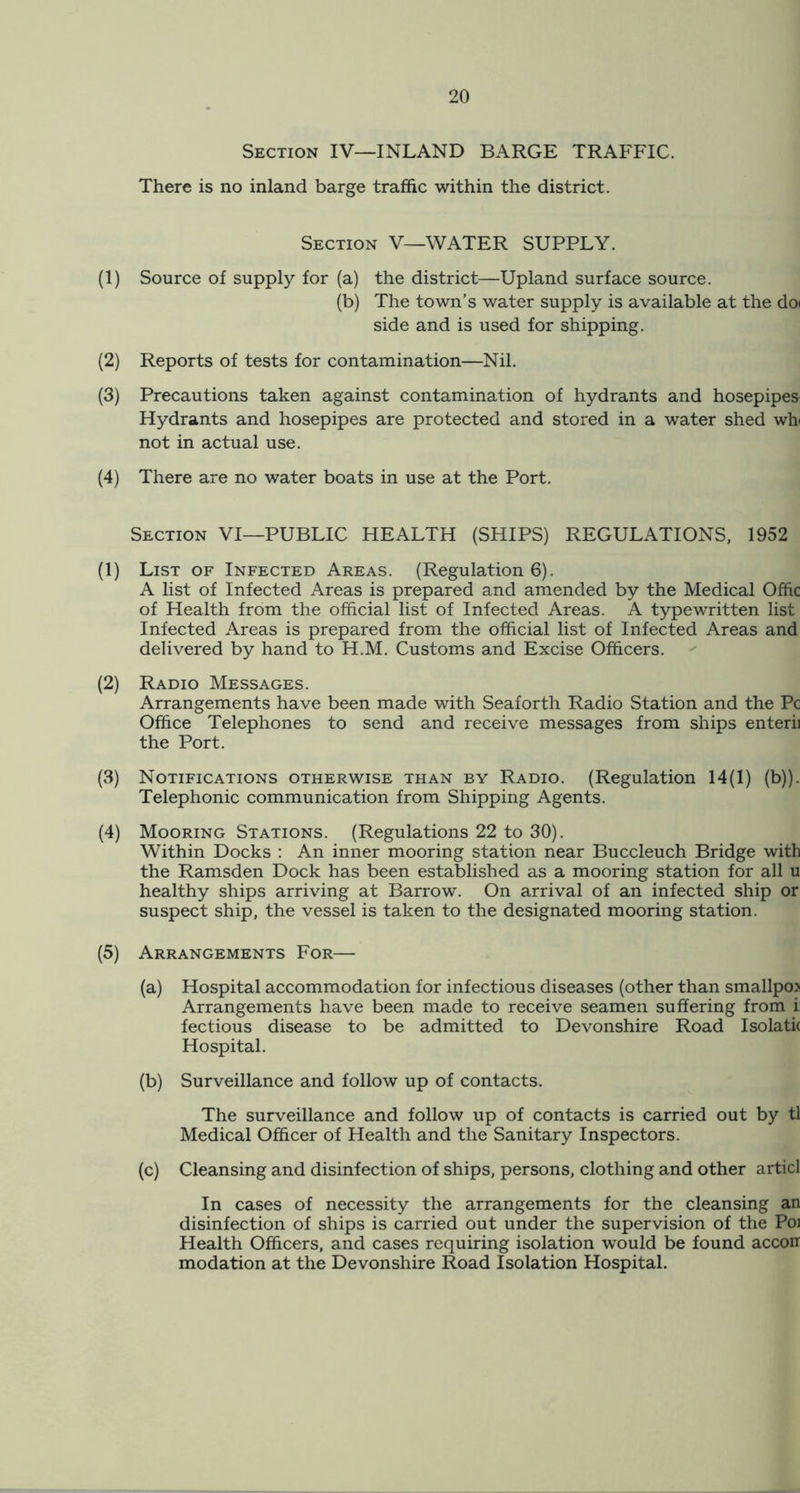 20
Section IV—INLAND BARGE TRAFFIC.
There is no inland barge traffic within the district.
Section V—WATER SUPPLY.
(1) Source of supply for (a) the district—Upland surface source.
(b) The town's water supply is available at the do
side and is used for shipping.
(2) Reports of tests for contamination—Nil.
(3) Precautions taken against contamination of hydrants and hosepipes
Hydrants and hosepipes are protected and stored in a water shed wh
not in actual use.
(4) There are no water boats in use at the Port.
Section VI—PUBLIC HEALTH (SHIPS) REGULATIONS, 1952
(1) List of Infected Areas. (Regulation 6).
A list of Infected Areas is prepared and amended by the Medical Offic
of Health from the official list of Infected Areas. A typewritten list
Infected Areas is prepared from the official list of Infected Areas and
delivered by hand to H.M. Customs and Excise Officers.
(2) Radio Messages.
Arrangements have been made with Seaforth Radio Station and the Po
Office Telephones to send and receive messages from ships enteri
the Port.
(3) Notifications otherwise than by Radio. (Regulation 14(1) (b)).
Telephonic communication from Shipping Agents.
(4) Mooring Stations. (Regulations 22 to 30).
Within Docks : An inner mooring station near Buccleuch Bridge with
the Ramsden Dock has been established as a mooring station for all u
healthy ships arriving at Barrow. On arrival of an infected ship or
suspect ship, the vessel is taken to the designated mooring station.
(5) Arrangements For—
(a) Hospital accommodation for infectious diseases (other than smallpo
Arrangements have been made to receive seamen suffering from i
fectious disease to be admitted to Devonshire Road Isolati
Hospital.
(b) Surveillance and follow up of contacts.
The surveillance and follow up of contacts is carried out by t
Medical Officer of Health and the Sanitary Inspectors.
(c) Cleansing and disinfection of ships, persons, clothing and other articl
In cases of necessity the arrangements for the cleansing an
disinfection of ships is carried out under the supervision of the Po
Health Officers, and cases requiring isolation would be found accom
modation at the Devonshire Road Isolation Hospital.